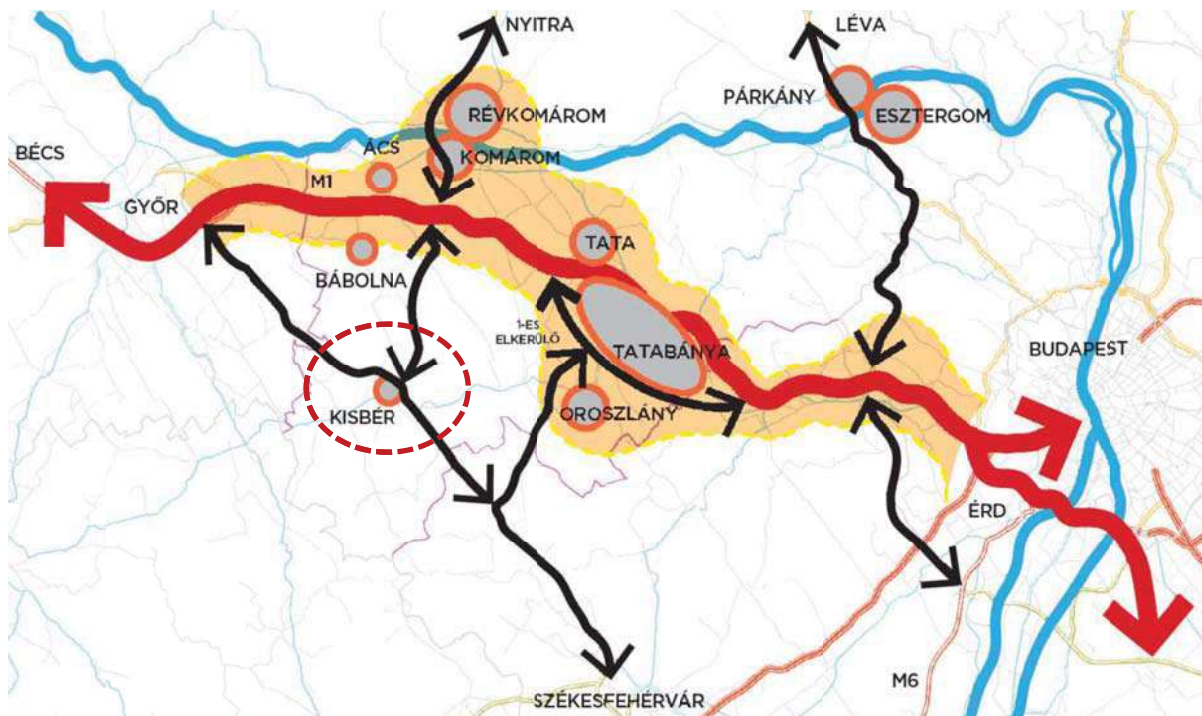 NYITRA
LÉVA
PÁRKÁNY
ESZTERGOM
RÉVKOMÁROM
BÉCS
ÁCS
KOMÁROM
M1
GYŐR
TATA
BÁBOLNA
1-ES
ELKERÜLŐ
TATABÁNYA
BUDAPEST
KISBÉR
OROSZLÁNY
ÉRD
M6
SZÉKESFEHÉRVÁR